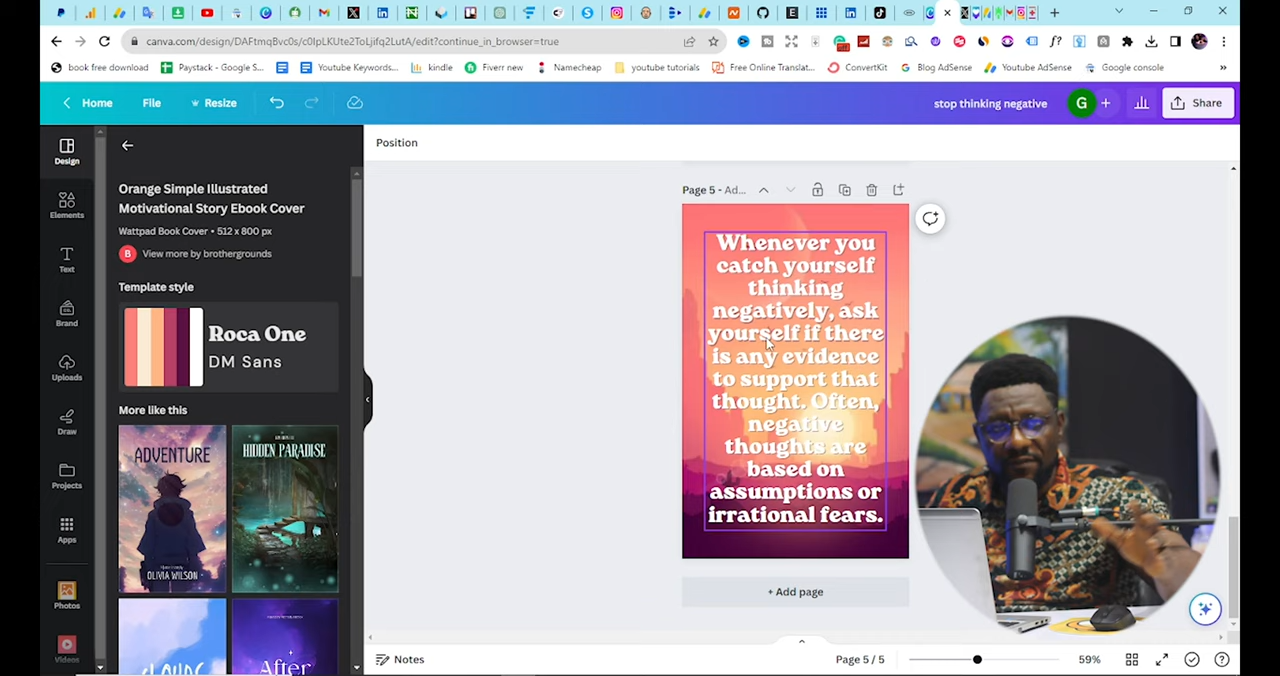 canva.com/design/DAFtmqBvc0s/c0IpLKUte2ToLjifq2LutA/edit?continue_in_browser=true
book free download
Paystack - Google S...
Youtube Keywords...
kindle
Fiverr new
Namecheap
youtube tutorials
Free Online Translat...
ConvertKit
Blog AdSense
Youtube AdSense
Google console
Home
File
Resize
stop thinking negative
G
Share
Design
Elements
Text
Brand
Uploads
Draw
Projects
Apps
Photos
Videos
Orange Simple Illustrated
Motivational Story Ebook Cover
Wattpad Book Cover • 512 x 800 px
B
View more by brothergrounds
Template style
Roca One
DM Sans
More like this
ADVENTURE
OLIVIA WILSON
HIDDEN PARADISE
CLOUDS
After
Position
Page 5 - Ad...
Whenever you
catch yourself
thinking
negatively, ask
yourself if there
is any evidence
to support that
thought. Often,
negative
thoughts are
based on
assumptions or
irrational fears.
+ Add page
Notes
Page 5 / 5
59%